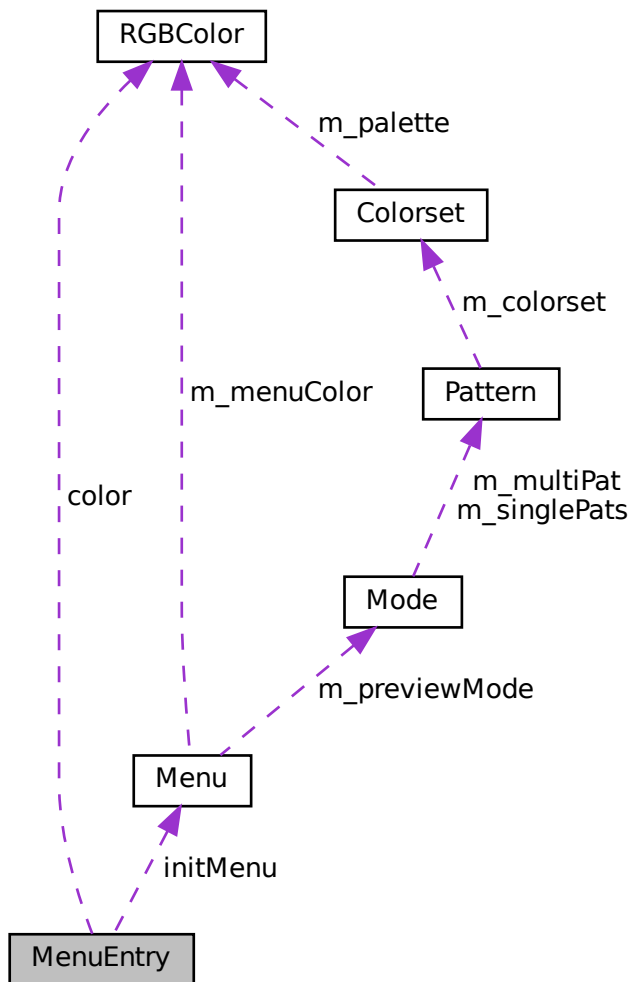 RGBColor
m_palette
Colorset
m_colorset
Pattern
m_menuColor
color
m_multiPat
m_singlePats
Mode
m_previewMode
Menu
initMenu
MenuEntry